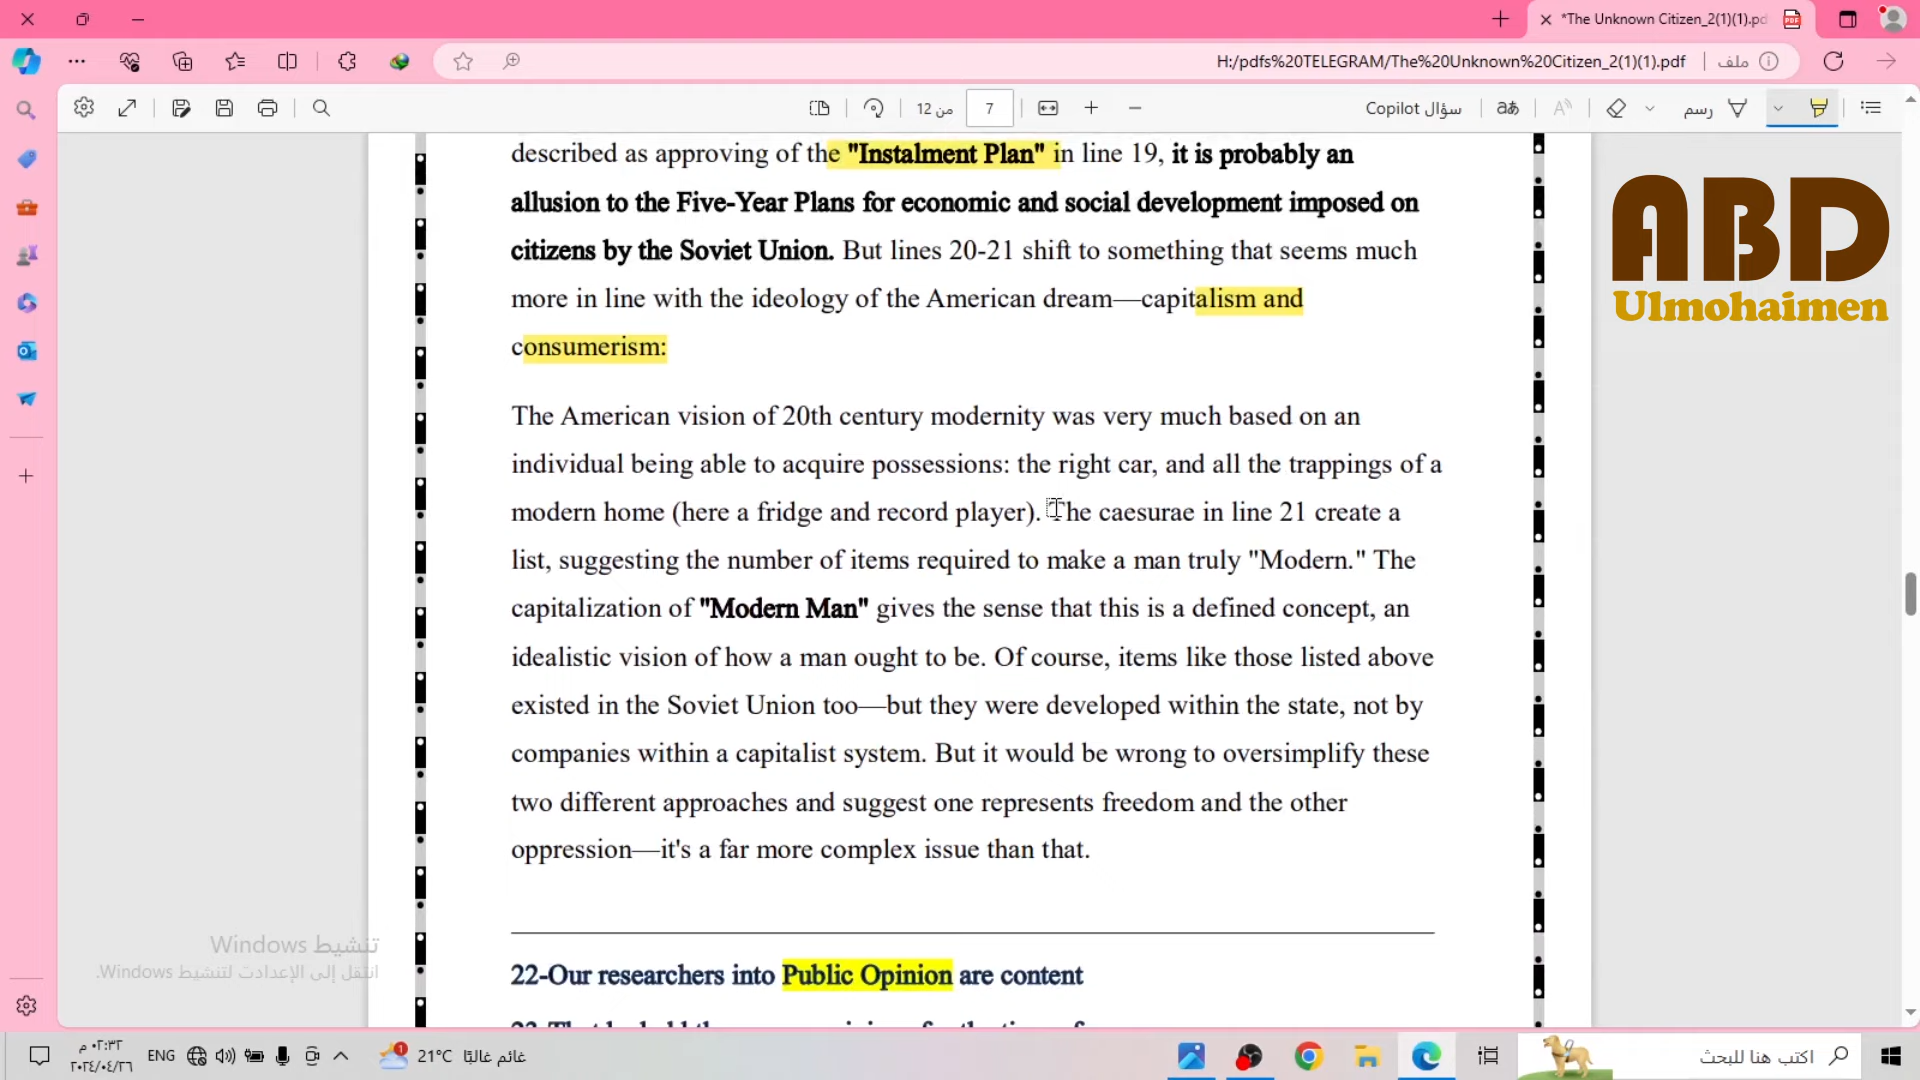 *The Unknown Citizen_2(1)(1).pd
H:/pdfs%20TELEGRAM/The%20Unknown%20Citizen_2(1)(1).pdf
ملف
12 من
7
سؤال Copilot
رسم
described as approving of the "Instalment Plan" in line 19, it is probably an
allusion to the Five-Year Plans for economic and social development imposed on
citizens by the Soviet Union. But lines 20-21 shift to something that seems much
more in line with the ideology of the American dream—capitalism and
consumerism:
The American vision of 20th century modernity was very much based on an
individual being able to acquire possessions: the right car, and all the trappings of a
modern home (here a fridge and record player). The caesurae in line 21 create a
list, suggesting the number of items required to make a man truly "Modern." The
capitalization of "Modern Man" gives the sense that this is a defined concept, an
idealistic vision of how a man ought to be. Of course, items like those listed above
existed in the Soviet Union too—but they were developed within the state, not by
companies within a capitalist system. But it would be wrong to oversimplify these
two different approaches and suggest one represents freedom and the other
oppression—it's a far more complex issue than that.
22-Our researchers into Public Opinion are content
ABD
Ulmohaimen
تنشيط Windows
انتقل إلى الإعدادات لتنشيط Windows.
٠٢:٣٣ م
٢٠٢٤/٠٤/٢٦
ENG
21°C غائم غالبًا
اكتب هنا للبحث